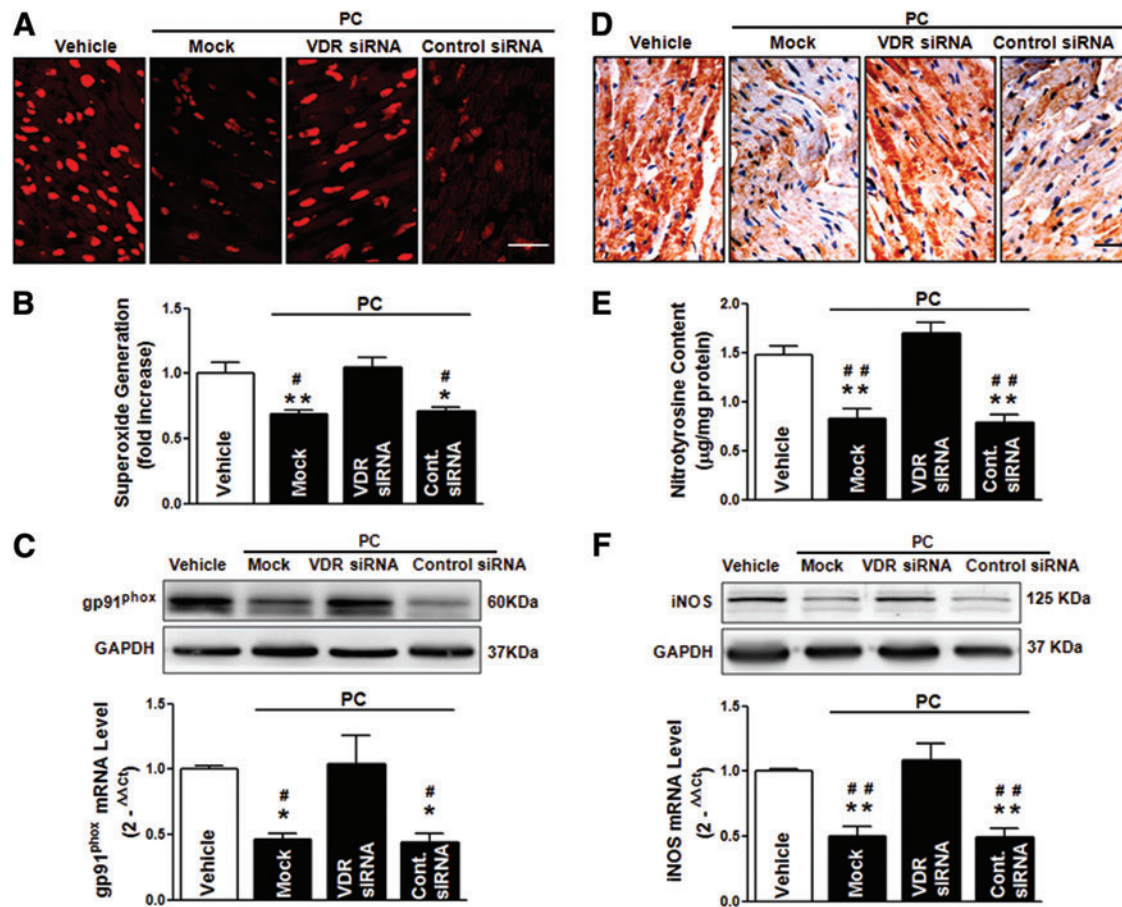 A
PC
Vehicle Mock VDR siRNA Control siRNA
B
PC
Superoxide Generation
(fold increase)
1.5
1.0
0.5
0.0
#
**
#
*
Vehicle
Mock
VDR
siRNA
Cont.
siRNA
C
PC
Vehicle Mock VDR siRNA Control siRNA
gp91phox 60KDa
GAPDH 37KDa
PC
gp91phox mRNA Level
(2 - ΔΔCt)
1.5
1.0
0.5
0.0
#
*
#
*
Vehicle
Mock
VDR
siRNA
Cont.
siRNA
D
PC
Vehicle Mock VDR siRNA Control siRNA
E
PC
Nitrotyrosine Content
(µg/mg protein)
2.0
1.5
1.0
0.5
0.0
##
**
##
**
Vehicle
Mock
VDR
siRNA
Cont.
siRNA
F
PC
Vehicle Mock VDR siRNA Control siRNA
iNOS 125 KDa
GAPDH 37 KDa
PC
iNOS mRNA Level
(2 - ΔΔCt)
1.5
1.0
0.5
0.0
##
**
##
**
Vehicle
Mock
VDR
siRNA
Cont.
siRNA